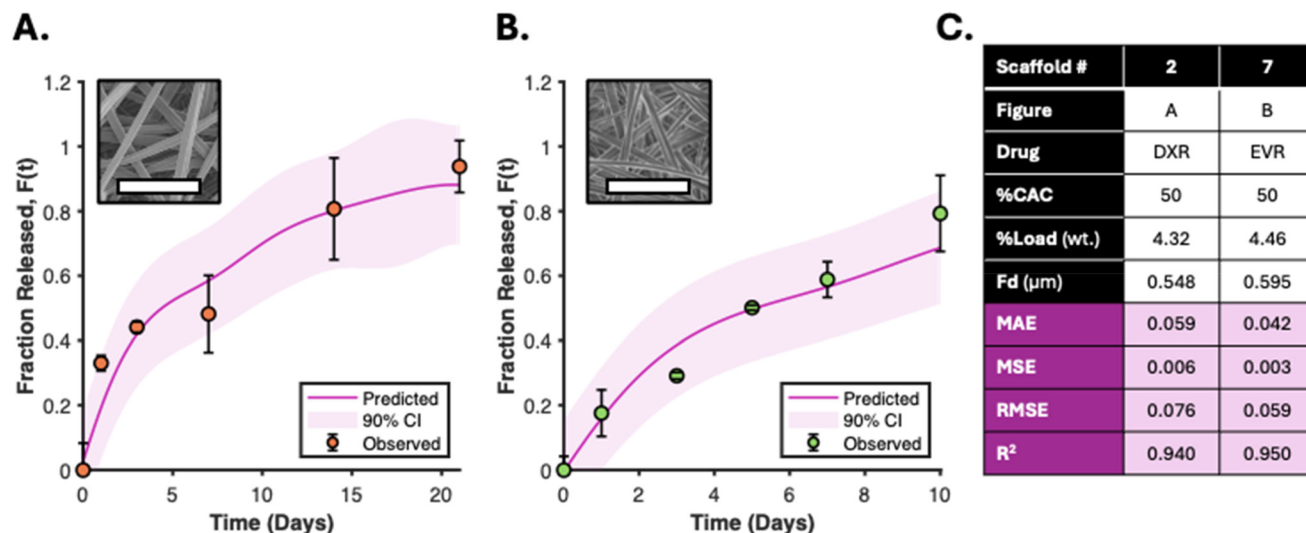 A.
B.
C.
1.2
1
0.8
0.6
0.4
0.2
0
Fraction Released, F(t)
0
5
10
15
20
Time (Days)
Predicted
90% CI
Observed
1.2
1
0.8
0.6
0.4
0.2
0
Fraction Released, F(t)
0
2
4
6
8
10
Time (Days)
Predicted
90% CI
Observed
Scaffold # 2 7
Figure A B
Drug DXR EVR
%CAC 50 50
%Load (wt.) 4.32 4.46
Fd (µm) 0.548 0.595
MAE 0.059 0.042
MSE 0.006 0.003
RMSE 0.076 0.059
R² 0.940 0.950